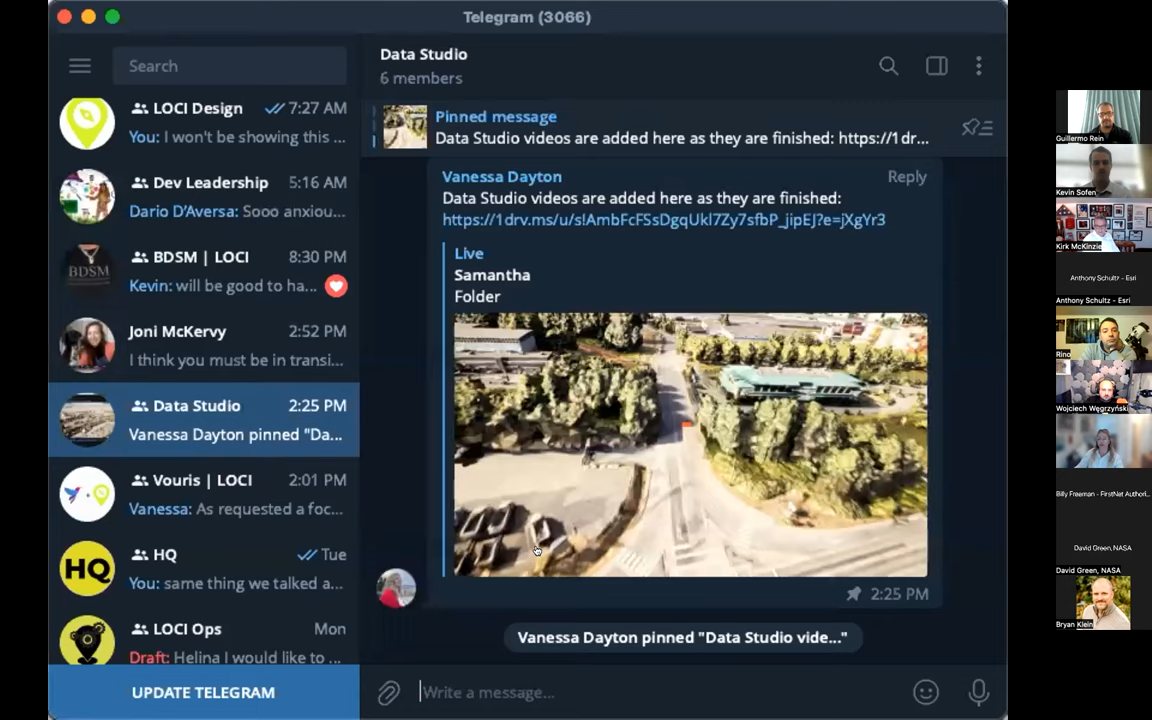 Telegram (3066)
Search
LOCI Design 7:27 AM
You: I won't be showing this ...
Dev Leadership 5:16 AM
Dario D'Aversa: Sooo anxiou...
BDSM
BDSM | LOCI 8:30 PM
Kevin: will be good to ha...
Joni McKervy 2:52 PM
I think you must be in transi...
Data Studio 2:25 PM
Vanessa Dayton pinned "Da...
Vouris | LOCI 2:01 PM
Vanessa: As requested a foc...
HQ
HQ Tue
You: same thing we talked a...
LOCI Ops Mon
Draft: Helina I would like to ...
UPDATE TELEGRAM
Data Studio
6 members
Pinned message
Data Studio videos are added here as they are finished: https://1dr...
Vanessa Dayton Reply
Data Studio videos are added here as they are finished:
https://1drv.ms/u/s!AmbFcFSsDgqUkl7Zy7sfbP_jipEJ?e=jXgYr3
Live
Samantha
Folder
2:25 PM
Vanessa Dayton pinned "Data Studio vide..."
Write a message...
Guillermo Rein
Kevin Sofen
Kirk McKinzie
Anthony Schultz - Esri
Anthony Schultz - Esri
Rino
Wojciech Węgrzyński
Billy Freeman - FirstNet Authori...
David Green, NASA
David Green, NASA
Bryan Klein